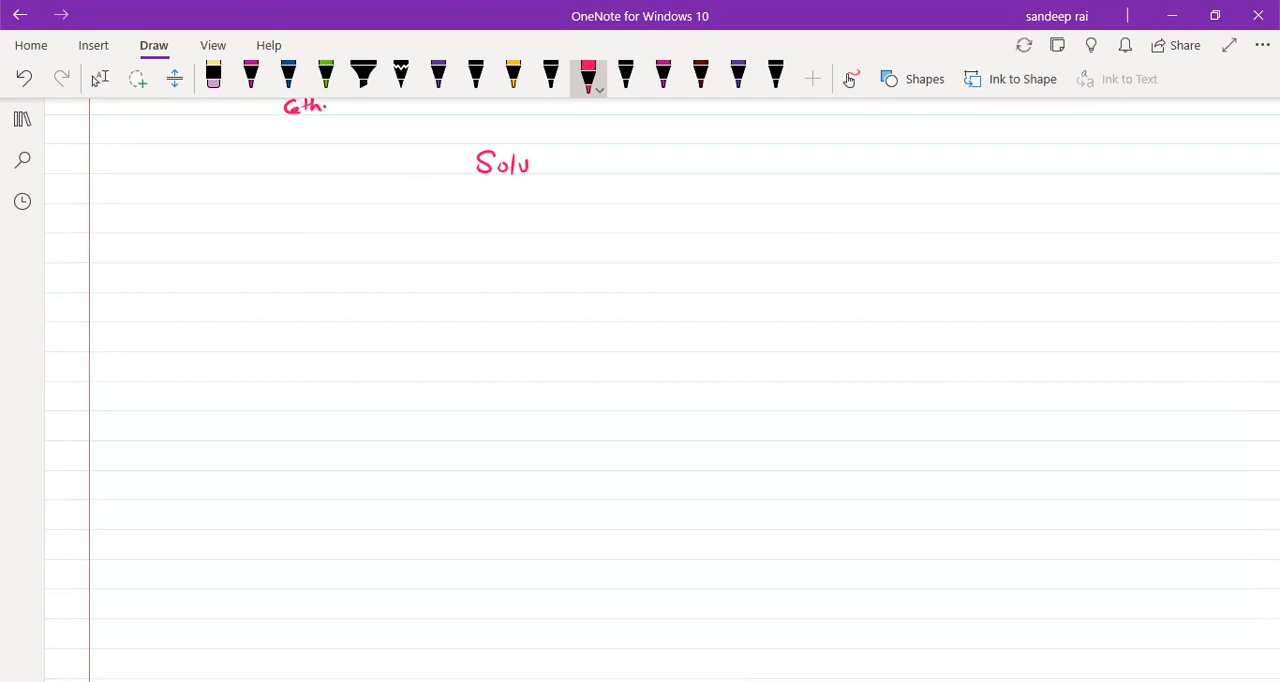 OneNote for Windows 10
sandeep rai
Home Insert Draw View Help
Share
Shapes
Ink to Shape
Ink to Text
6th.
Solu